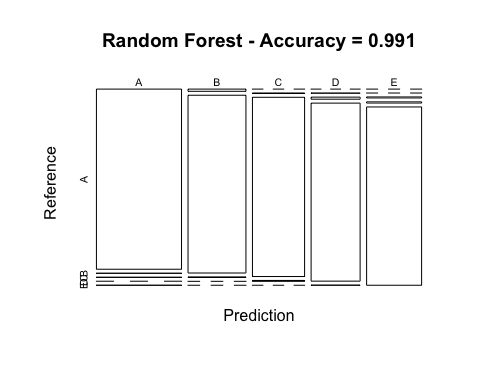 Random Forest - Accuracy = 0.991
A B C D E
Reference
A
B
Prediction